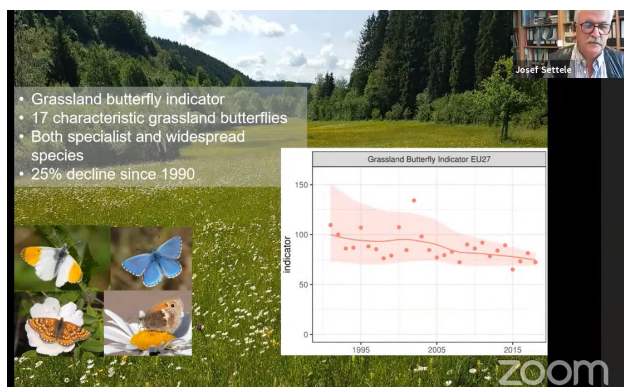 Josef Settele
• Grassland butterfly indicator
• 17 characteristic grassland butterflies
• Both specialist and widespread
species
• 25% decline since 1990
Grassland Butterfly Indicator EU27
150
100
50
0
indicator
1995
2005
2015
zoom